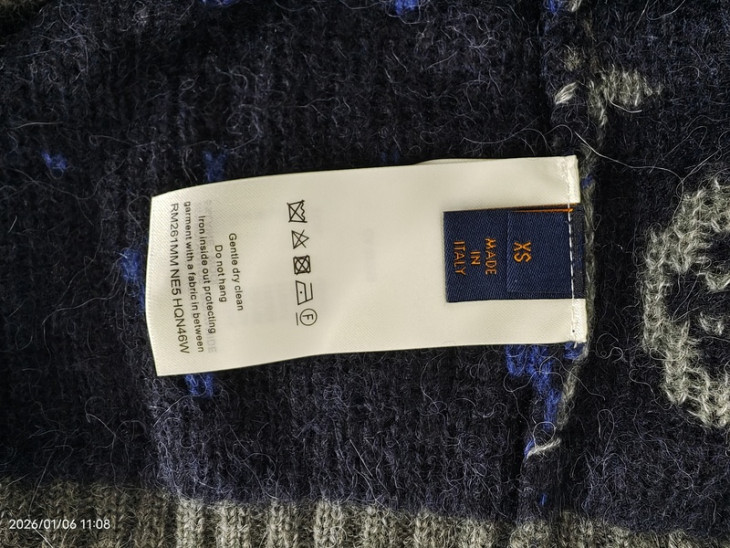 XS
MADE
IN
ITALY
F
Gentle dry clean
Do not hang
Iron inside out protecting
garment with a fabric in between
RM261MM NE5 HQN46W
2026/01/06 11:08